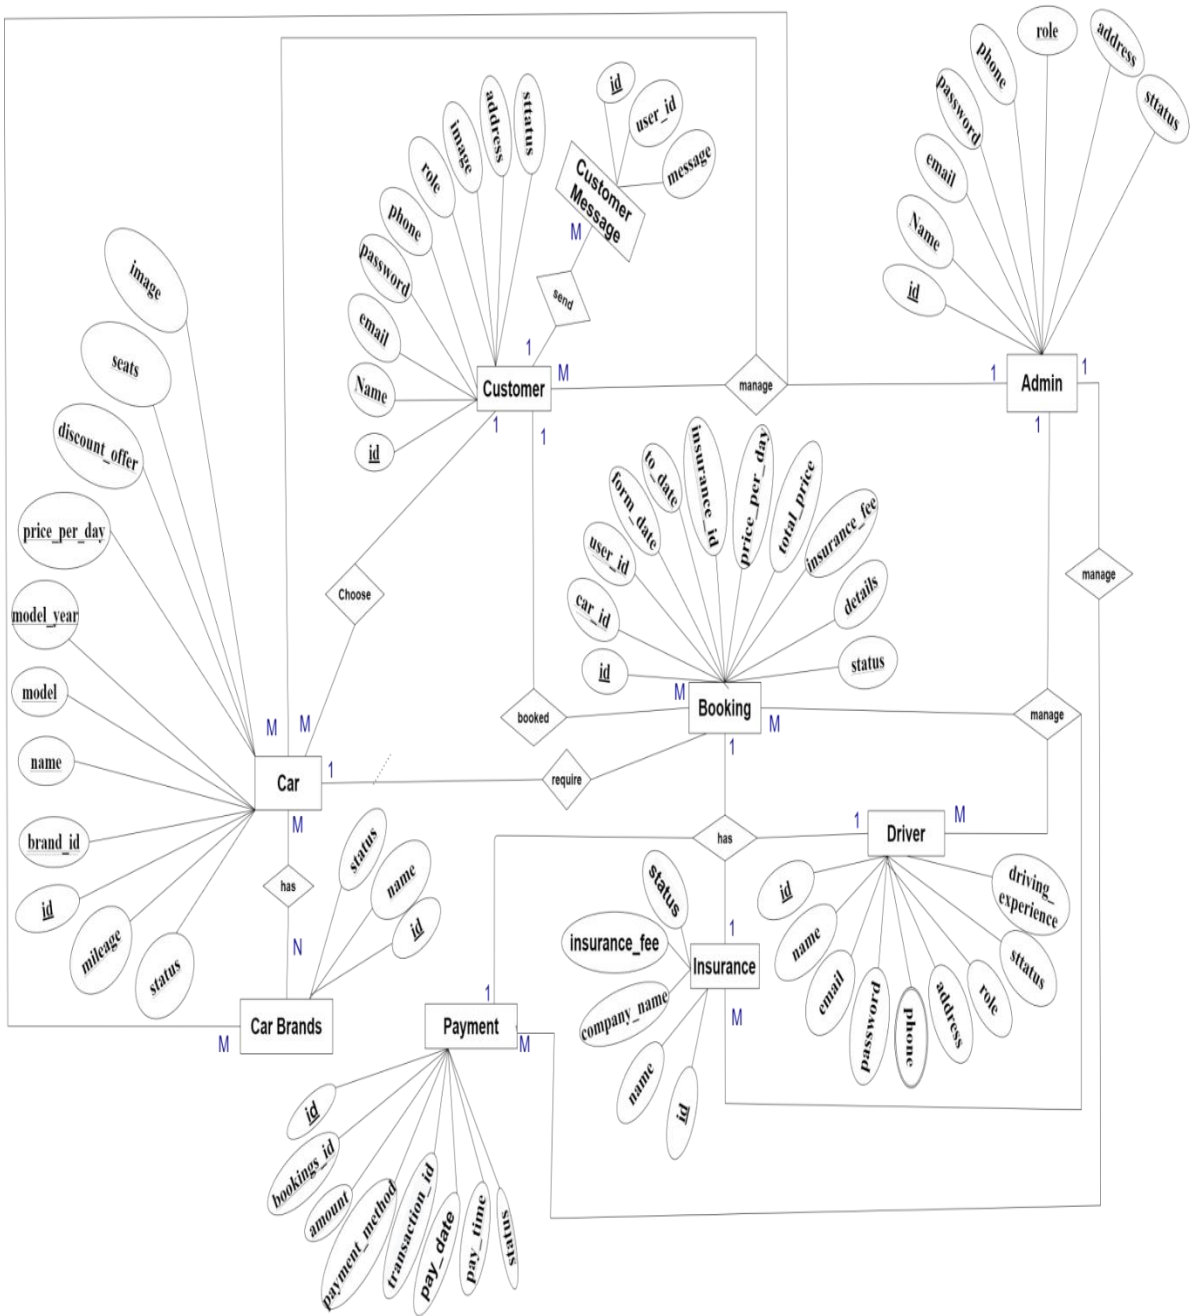 id
user_id
message
Customer
Message
M
send
1
sttatus
address
image
role
phone
password
email
Name
id
Customer
M
1
1
manage
role
address
sttatus
phone
password
email
Name
id
1
Admin
1
1
manage
image
seats
discount_offer
price_per_day
model_year
model
name
brand_id
id
mileage
status
Choose
M
M
Car
1
M
has
N
status
name
id
Car Brands
M
insurance_id
price_per_day
total_price
to_date
form_date
insurance_fee
user_id
details
car_id
status
id
M
Booking
M
1
booked
require
manage
has
1
Driver
M
id
name
email
password
phone
address
role
sttatus
driving_
experience
status
insurance_fee
company_name
name
id
1
Insurance
M
1
Payment
M
id
bookings_id
amount
payment_method
transaction_id
pay_date
pay_time
status